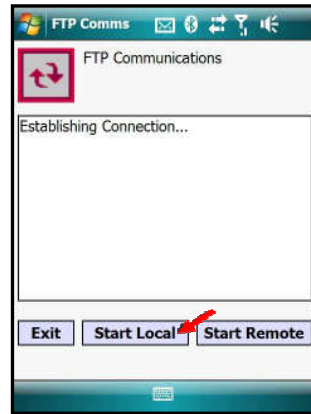 FTP Comms
FTP Communications
Establishing Connection...
Exit Start Local Start Remote